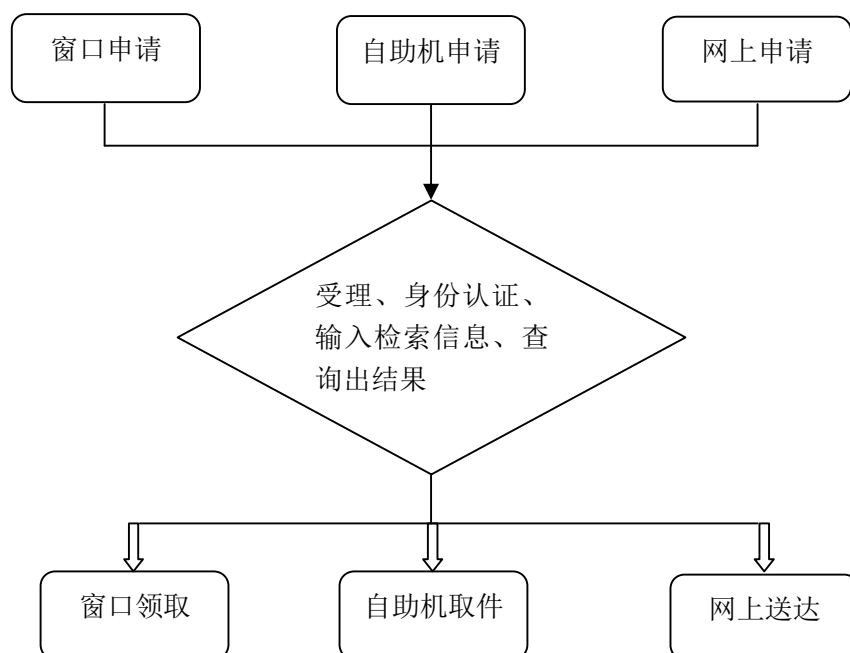 窗口申请
自助机申请
网上申请
受理、身份认证、
输入检索信息、查
询出结果
窗口领取
自助机取件
网上送达